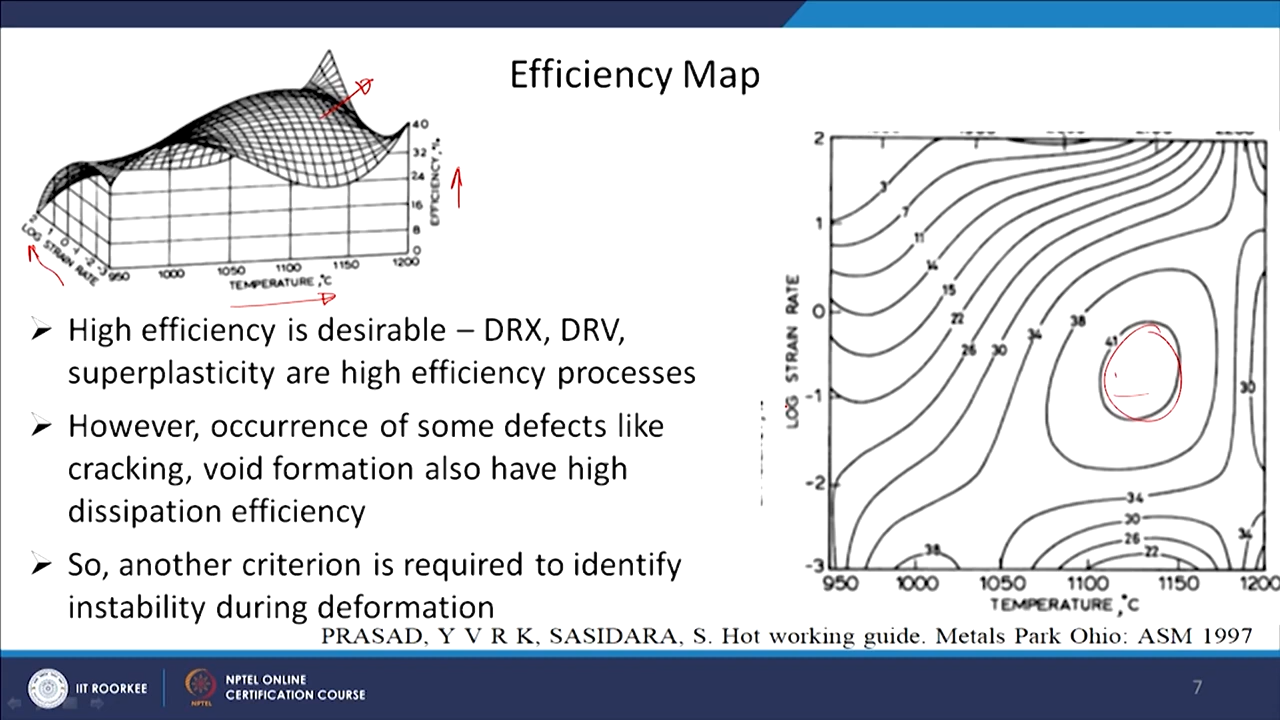 Efficiency Map
40
32
24
16
8
0
EFFICIENCY, %
2 1 0 -1 -2 -3
LOG STRAIN RATE
950 1000 1050 1100 1150 1200
TEMPERATURE, °C
➤ High efficiency is desirable – DRX, DRV,
superplasticity are high efficiency processes
➤ However, occurrence of some defects like
cracking, void formation also have high
dissipation efficiency
➤ So, another criterion is required to identify
instability during deformation
2
1
0
-1
-2
-3
LOG STRAIN RATE
3
7
11
14
15
22
26 30 34 38 41
30
34
30
26
22
38
34
950 1000 1050 1100 1150 1200
TEMPERATURE, °C
PRASAD, Y V R K, SASIDARA, S. Hot working guide. Metals Park Ohio: ASM 1997
IIT ROORKEE
NPTEL ONLINE
CERTIFICATION COURSE
NPTEL
7